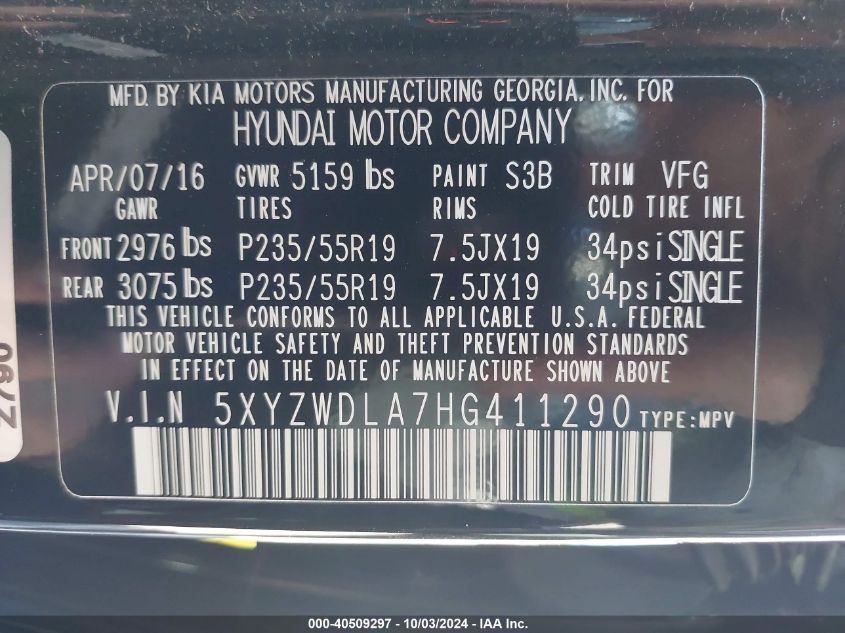 MFD. BY KIA MOTORS MANUFACTURING GEORGIA, INC. FOR
HYUNDAI MOTOR COMPANY
APR/07/16 GVWR 5159 lbs PAINT S3B TRIM VFG
GAWR TIRES RIMS COLD TIRE INFL
FRONT 2976 lbs P235/55R19 7.5JX19 34psi SINGLE
REAR 3075 lbs P235/55R19 7.5JX19 34psi SINGLE
THIS VEHICLE CONFORMS TO ALL APPLICABLE U.S.A. FEDERAL
MOTOR VEHICLE SAFETY AND THEFT PREVENTION STANDARDS
IN EFFECT ON THE DATE OF MANUFACTURE SHOWN ABOVE
V.I.N 5XYZWDLA7HG411290 TYPE:MPV
000-40509297 - 10/03/2024 - IAA Inc.